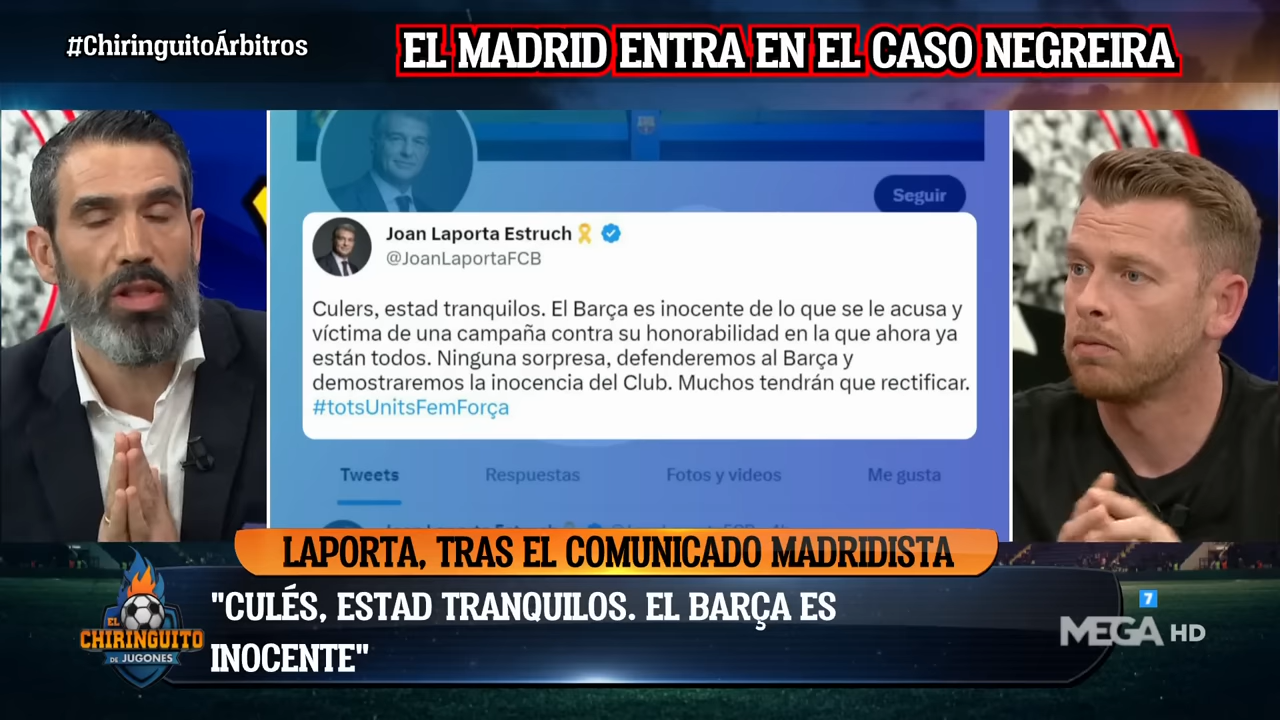 #ChiringuitoÁrbitros
EL MADRID ENTRA EN EL CASO NEGREIRA
Seguir
Joan Laporta Estruch
@JoanLaportaFCB
Culers, estad tranquilos. El Barça es inocente de lo que se le acusa y
víctima de una campaña contra su honorabilidad en la que ahora ya
están todos. Ninguna sorpresa, defenderemos al Barça y
demostraremos la inocencia del Club. Muchos tendrán que rectificar.
#totsUnitsFemForça
Tweets Respuestas Fotos y videos Me gusta
LAPORTA, TRAS EL COMUNICADO MADRIDISTA
"CULÉS, ESTAD TRANQUILOS. EL BARÇA ES
INOCENTE"
EL
CHIRINGUITO
DE JUGONES
7
MEGA HD